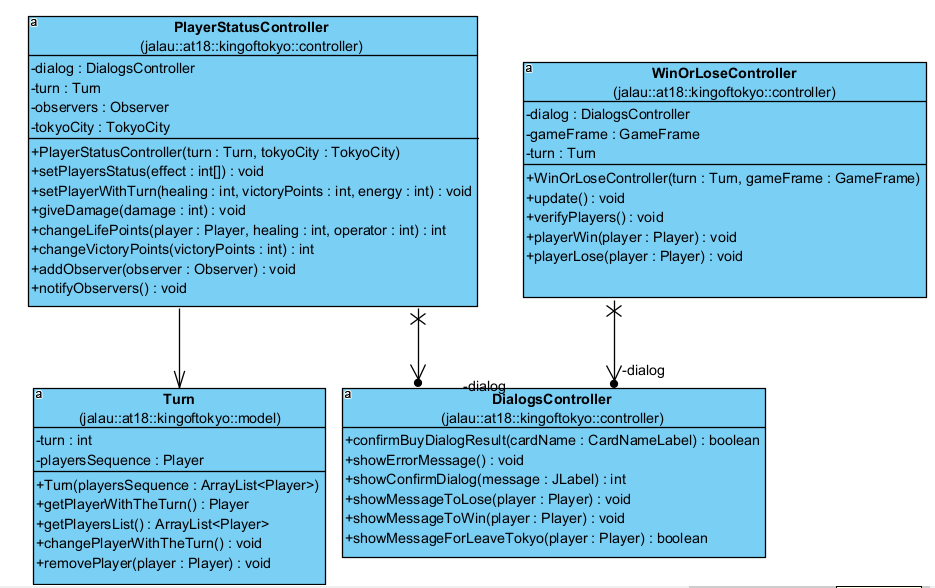 a
PlayerStatusController
(jalau::at18::kingoftokyo::controller)
-dialog : DialogsController
-turn : Turn
-observers : Observer
-tokyoCity : TokyoCity
+PlayerStatusController(turn : Turn, tokyoCity : TokyoCity)
+setPlayersStatus(effect : int[]) : void
+setPlayerWithTurn(healing : int, victoryPoints : int, energy : int) : void
+giveDamage(damage : int) : void
+changeLifePoints(player : Player, healing : int, operator : int) : int
+changeVictoryPoints(victoryPoints : int) : int
+addObserver(observer : Observer) : void
+notifyObservers() : void
a
WinOrLoseController
(jalau::at18::kingoftokyo::controller)
-dialog : DialogsController
-gameFrame : GameFrame
-turn : Turn
+WinOrLoseController(turn : Turn, gameFrame : GameFrame)
+update() : void
+verifyPlayers() : void
+playerWin(player : Player) : void
+playerLose(player : Player) : void
-dialog
-dialog
a
Turn
(jalau::at18::kingoftokyo::model)
-turn : int
-playersSequence : Player
+Turn(playersSequence : ArrayList<Player>)
+getPlayerWithTheTurn() : Player
+getPlayersList() : ArrayList<Player>
+changePlayerWithTheTurn() : void
+removePlayer(player : Player) : void
a
DialogsController
(jalau::at18::kingoftokyo::controller)
+confirmBuyDialogResult(cardName : CardNameLabel) : boolean
+showErrorMessage() : void
+showConfirmDialog(message : JLabel) : int
+showMessageToLose(player : Player) : void
+showMessageToWin(player : Player) : void
+showMessageForLeaveTokyo(player : Player) : boolean